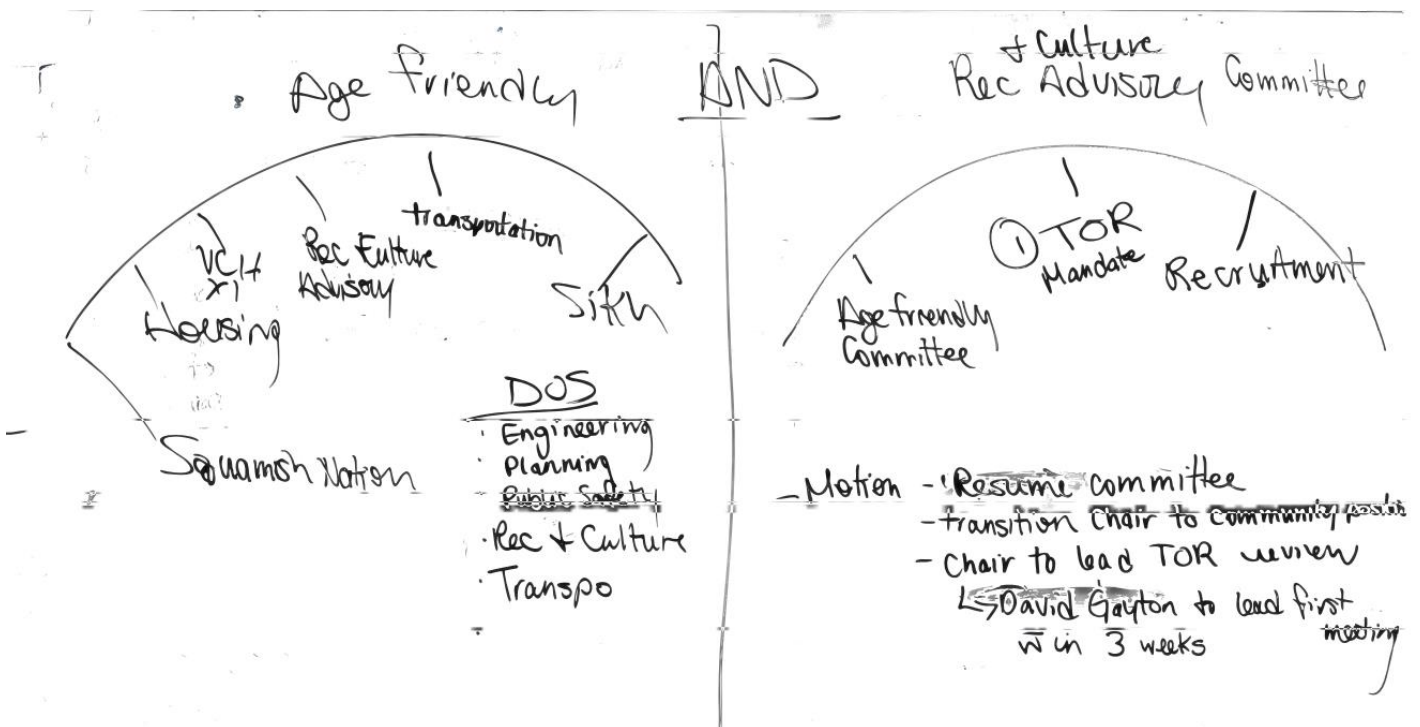 Age friendly
AND
+ Culture
Rec Advisory Committee
transportation
VCH
x1
Rec Culture
Advisory
Housing
Sikh
Squamish Nation
DOS
· Engineering
· Planning
· Public Safety
· Rec + Culture
· Transpo
① TOR
Mandate
Recruitment
Age friendly
Committee
- Motion - Resume committee
- transition Chair to Community
- Chair to lead TOR review
↳ David Gayton to lead first
meeting
w in 3 weeks